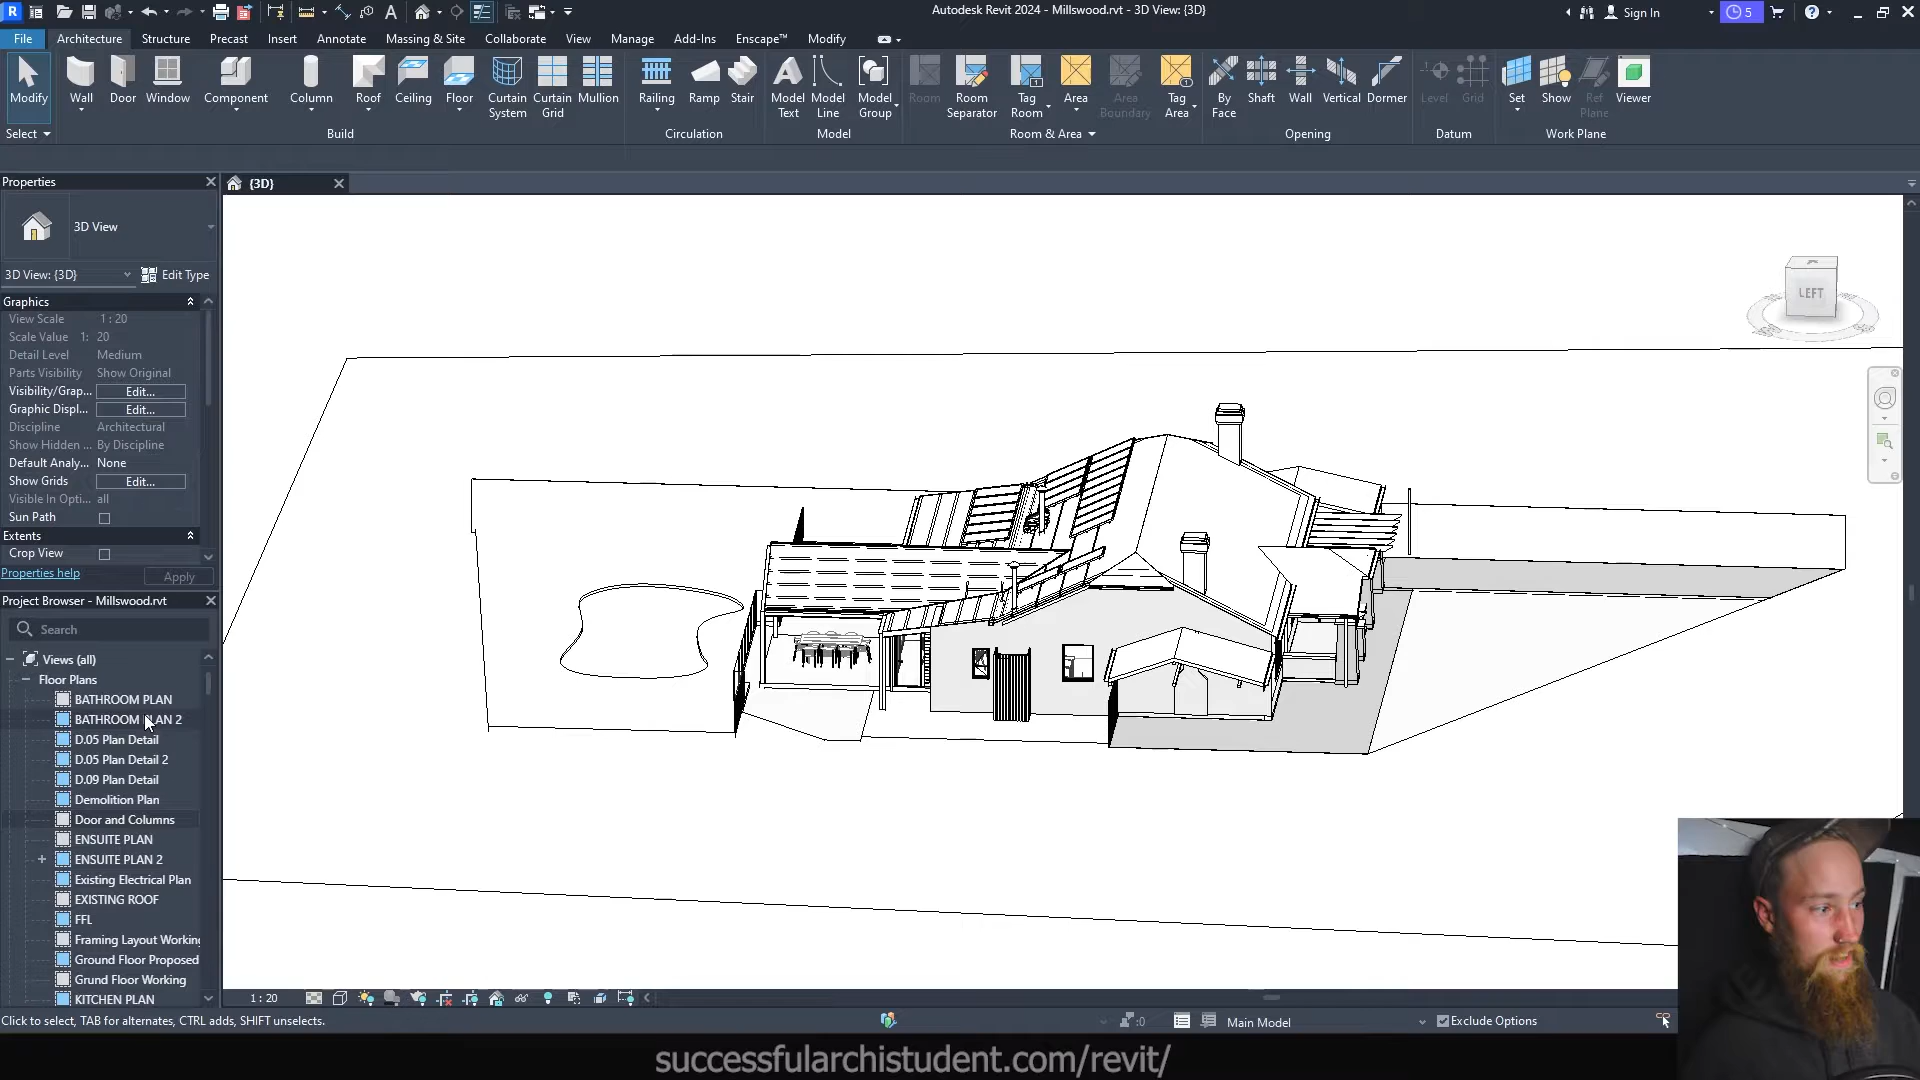 Autodesk Revit 2024 - Millswood.rvt - 3D View: {3D}
Sign In
5
File Architecture Structure Precast Insert Annotate Massing & Site Collaborate View Manage Add-Ins Enscape™ Modify
Modify Wall Door Window Component Column Roof Ceiling Floor Curtain System Curtain Grid Mullion Railing Ramp Stair Model Text Model Line Model Group Room Room Separator Tag Room Area Area Boundary Tag Area By Face Shaft Wall Vertical Dormer Level Grid Set Show Ref Plane Viewer
Select Build Circulation Model Room & Area Opening Datum Work Plane
Properties
{3D}
3D View
3D View: {3D} Edit Type
Graphics
View Scale 1 : 20
Scale Value 1: 20
Detail Level Medium
Parts Visibility Show Original
Visibility/Grap... Edit...
Graphic Displ... Edit...
Discipline Architectural
Show Hidden ... By Discipline
Default Analy... None
Show Grids Edit...
Visible In Opti... all
Sun Path
Extents
Crop View
Properties help Apply
LEFT
Project Browser - Millswood.rvt
Search
Views (all)
Floor Plans
BATHROOM PLAN
BATHROOM PLAN 2
D.05 Plan Detail
D.05 Plan Detail 2
D.09 Plan Detail
Demolition Plan
Door and Columns
ENSUITE PLAN
ENSUITE PLAN 2
Existing Electrical Plan
EXISTING ROOF
FFL
Framing Layout Working
Ground Floor Proposed
Grund Floor Working
KITCHEN PLAN
1 : 20
Click to select, TAB for alternates, CTRL adds, SHIFT unselects.
:0
Main Model
Exclude Options
successfularchistudent.com/revit/